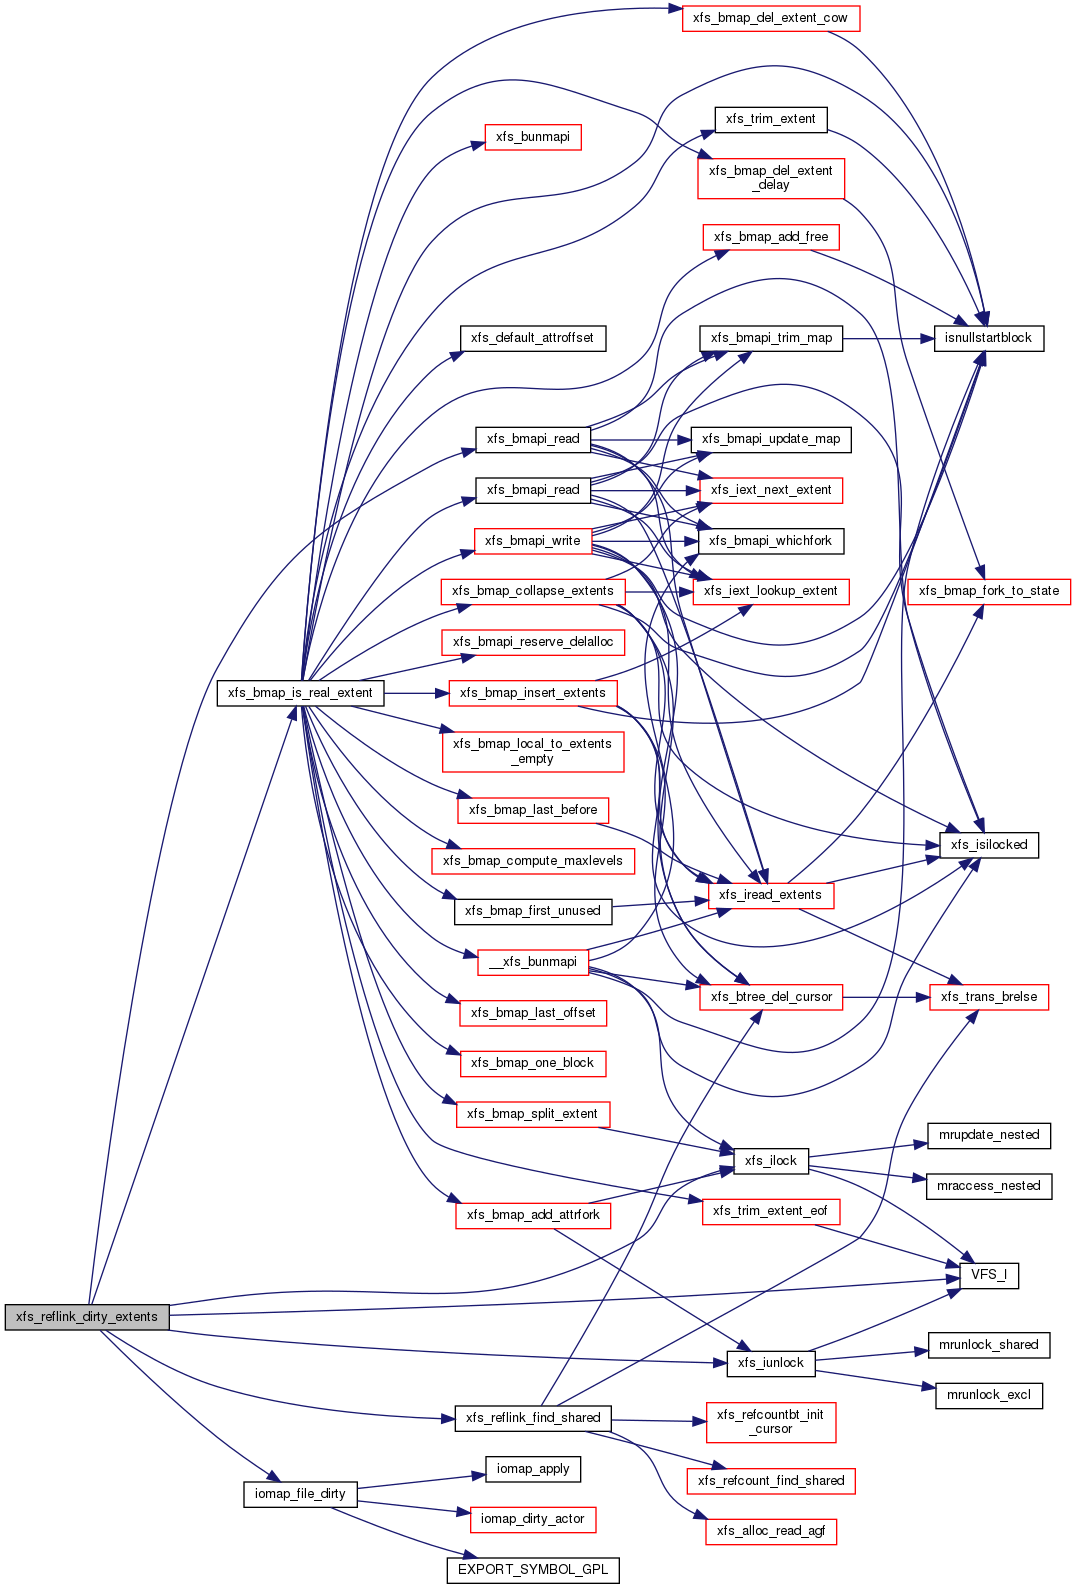 xfs_bmap_del_extent_cow
xfs_trim_extent
xfs_bunmapi
xfs_bmap_del_extent
_delay
xfs_bmap_add_free
xfs_default_attroffset
xfs_bmapi_trim_map
isnullstartblock
xfs_bmapi_read
xfs_bmapi_update_map
xfs_bmapi_read
xfs_iext_next_extent
xfs_bmapi_write
xfs_bmapi_whichfork
xfs_bmap_collapse_extents
xfs_iext_lookup_extent
xfs_bmap_fork_to_state
xfs_bmapi_reserve_delalloc
xfs_bmap_is_real_extent
xfs_bmap_insert_extents
xfs_bmap_local_to_extents
_empty
xfs_bmap_last_before
xfs_isilocked
xfs_bmap_compute_maxlevels
xfs_iread_extents
xfs_bmap_first_unused
__xfs_bunmapi
xfs_btree_del_cursor
xfs_trans_brelse
xfs_bmap_last_offset
xfs_bmap_one_block
xfs_bmap_split_extent
mrupdate_nested
xfs_ilock
mraccess_nested
xfs_bmap_add_attrfork
xfs_trim_extent_eof
VFS_I
xfs_reflink_dirty_extents
mrunlock_shared
xfs_iunlock
mrunlock_excl
xfs_reflink_find_shared
xfs_refcountbt_init
_cursor
iomap_apply
xfs_refcount_find_shared
iomap_file_dirty
iomap_dirty_actor
xfs_alloc_read_agf
EXPORT_SYMBOL_GPL